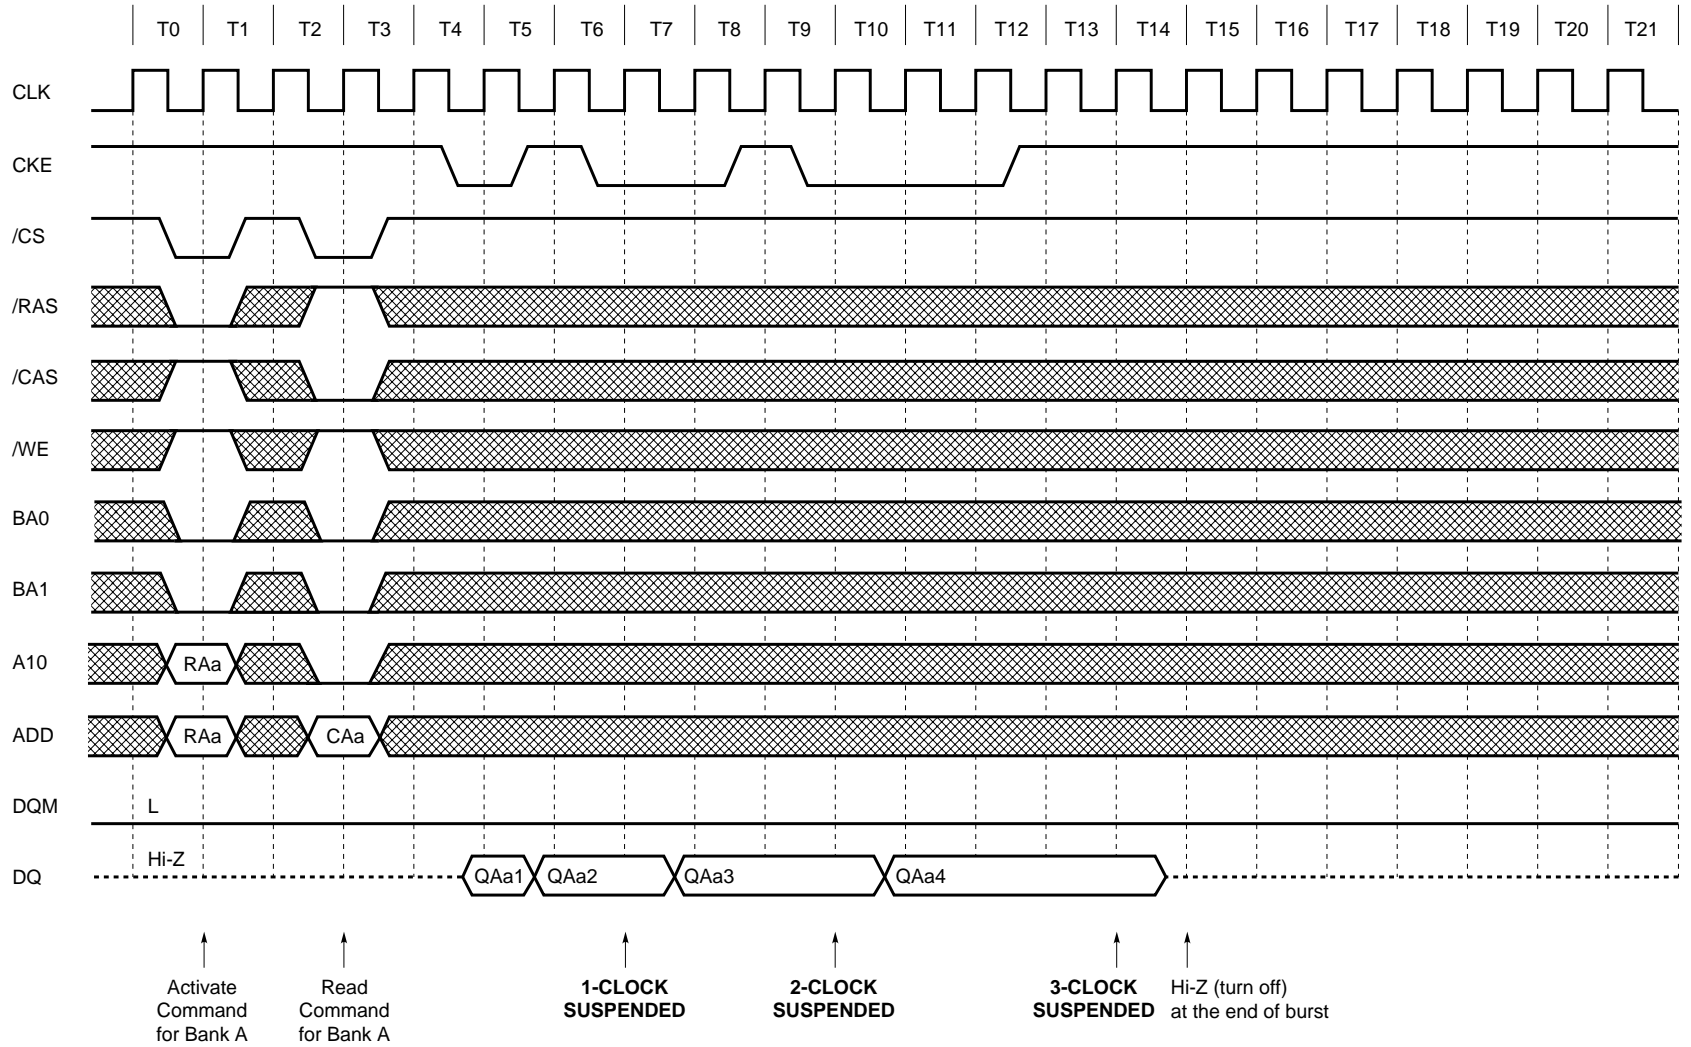 T0 T1 T2 T3 T4 T5 T6 T7 T8 T9 T10 T11 T12 T13 T14 T15 T16 T17 T18 T19 T20 T21
CLK
CKE
/CS
/RAS
/CAS
/WE
BA0
BA1
A10 RAa
ADD RAa CAa
DQM L
Hi-Z
DQ QAa1 QAa2 QAa3 QAa4
Activate
Command
for Bank A
Read
Command
for Bank A
1-CLOCK
SUSPENDED
2-CLOCK
SUSPENDED
3-CLOCK
SUSPENDED
Hi-Z (turn off)
at the end of burst